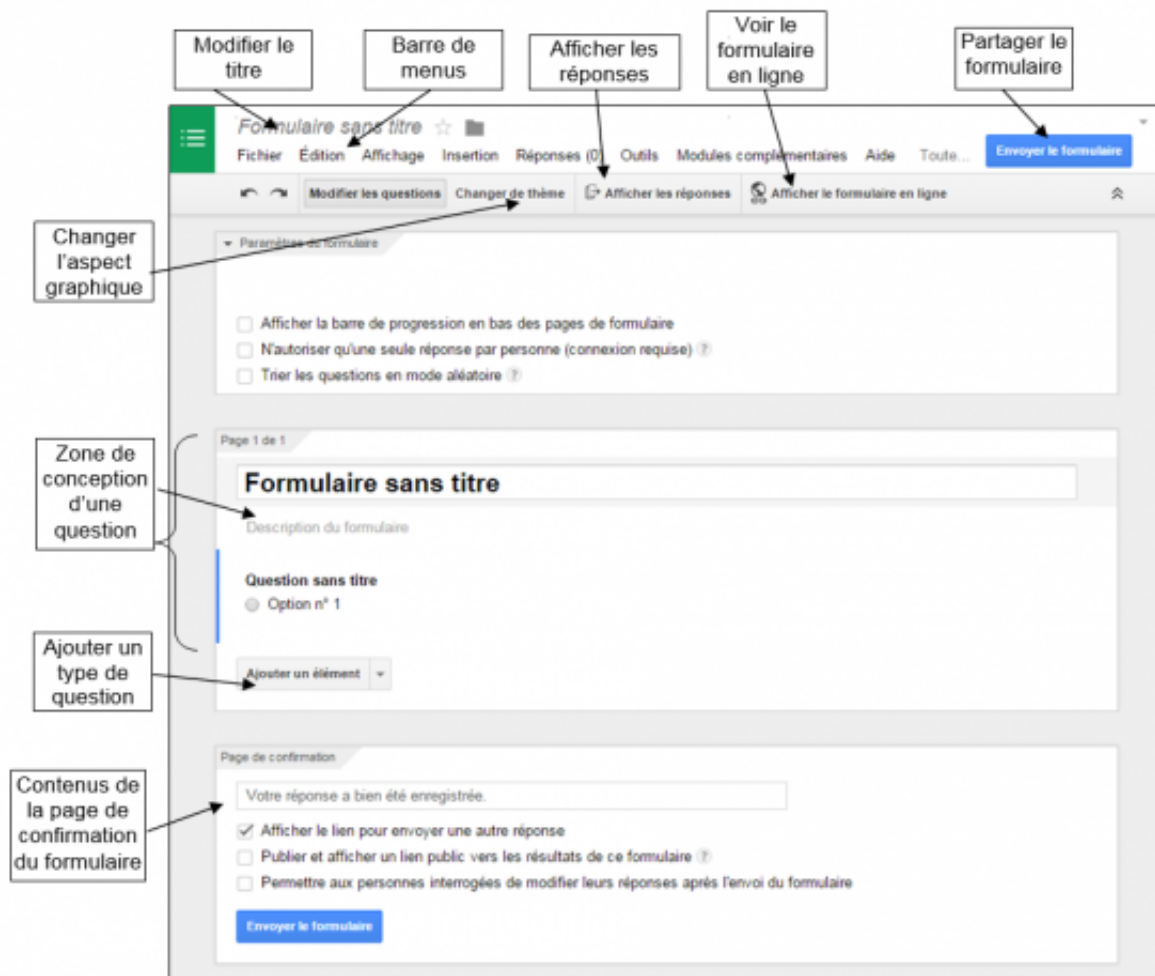 Modifier le
titre
Barre de
menus
Afficher les
réponses
Voir le
formulaire
en ligne
Partager le
formulaire
Formulaire sans titre
Fichier Édition Affichage Insertion Réponses (0) Outils Modules complémentaires Aide Toute...
Envoyer le formulaire
Modifier les questions Changer de thème Afficher les réponses Afficher le formulaire en ligne
Changer
l'aspect
graphique
Paramètres du formulaire
Afficher la barre de progression en bas des pages de formulaire
N'autoriser qu'une seule réponse par personne (connexion requise) ?
Trier les questions en mode aléatoire ?
Zone de
conception
d'une
question
Page 1 de 1
Formulaire sans titre
Description du formulaire
Question sans titre
Option n° 1
Ajouter un
type de
question
Ajouter un élément
Page de confirmation
Contenus de
la page de
confirmation
du formulaire
Votre réponse a bien été enregistrée.
Afficher le lien pour envoyer une autre réponse
Publier et afficher un lien public vers les résultats de ce formulaire ?
Permettre aux personnes interrogées de modifier leurs réponses après l'envoi du formulaire
Envoyer le formulaire